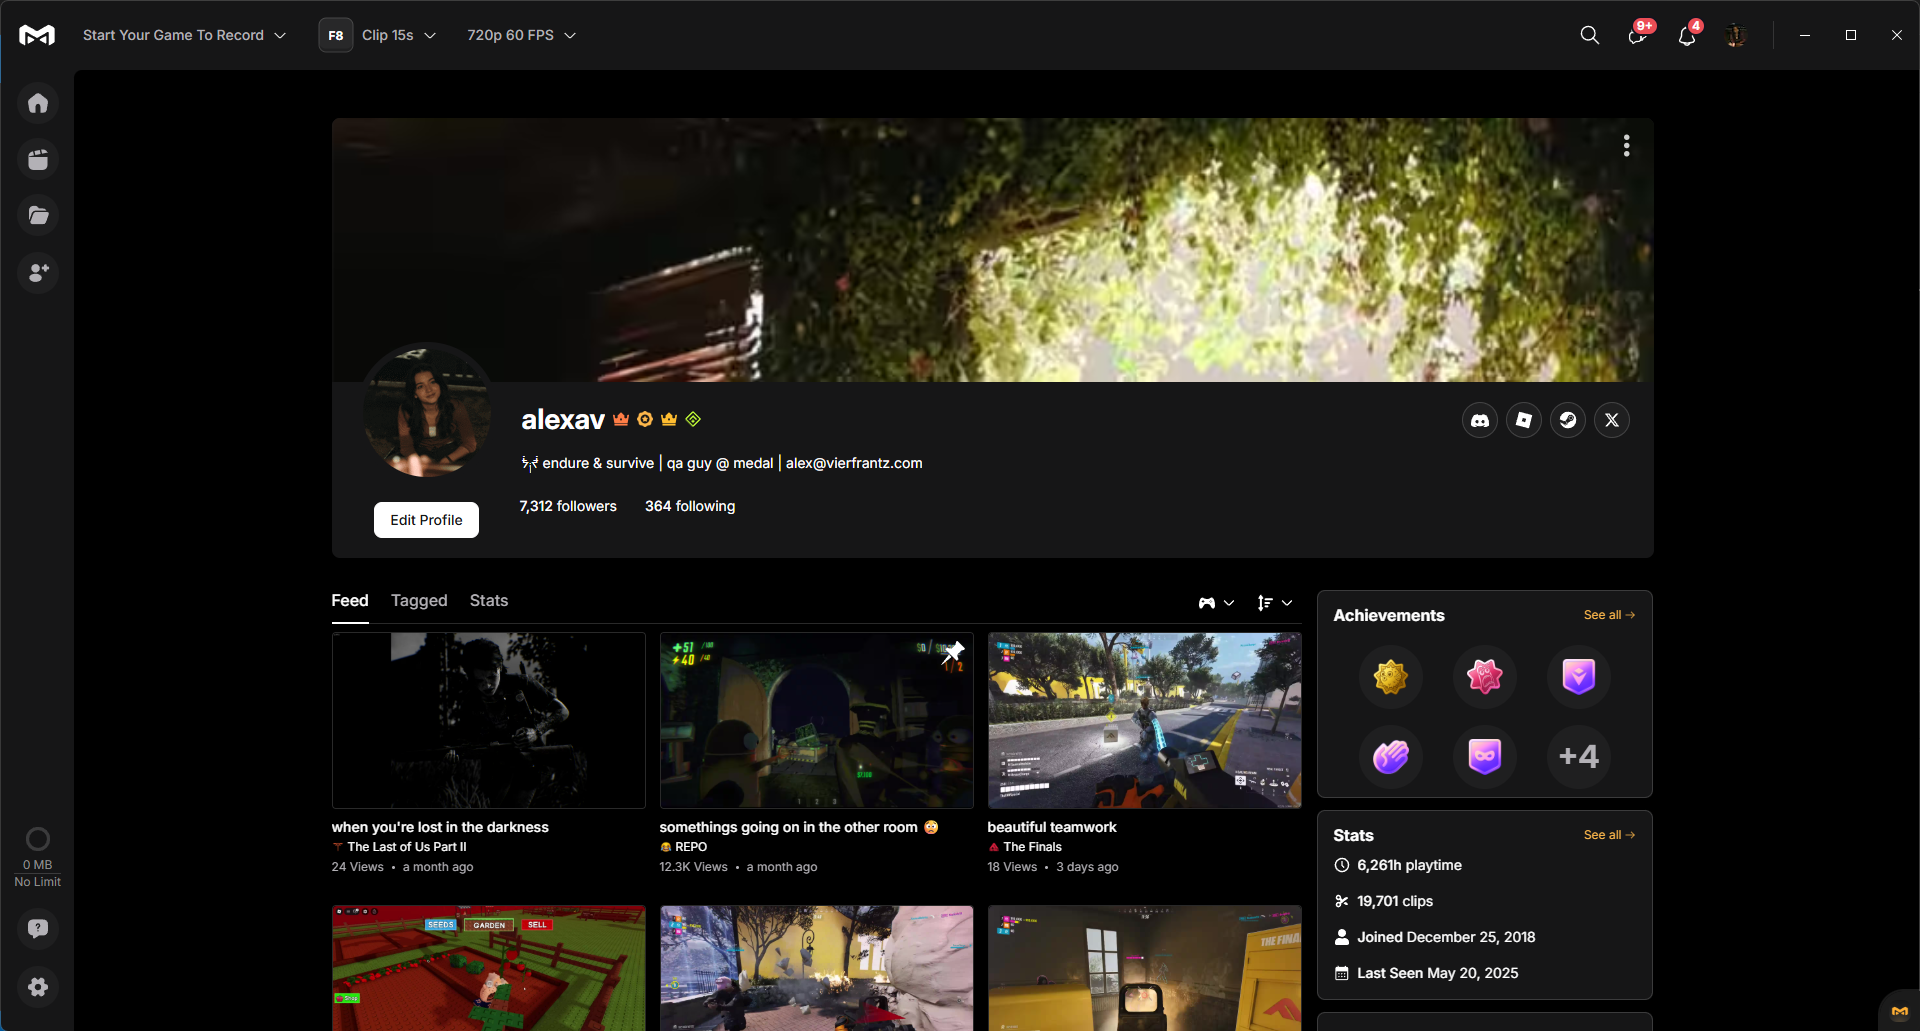 Start Your Game To Record
F8 Clip 15s
720p 60 FPS
9+
4
alexav
endure & survive | qa guy @ medal | alex@vierfrantz.com
7,312 followers 364 following
Edit Profile
Feed Tagged Stats
when you're lost in the darkness
The Last of Us Part II
24 Views • a month ago
somethings going on in the other room 😳
REPO
12.3K Views • a month ago
beautiful teamwork
The Finals
18 Views • 3 days ago
SEEDS GARDEN SELL
THE FINA
Achievements See all →
+4
Stats See all →
6,261h playtime
19,701 clips
Joined December 25, 2018
Last Seen May 20, 2025
0 MB
No Limit